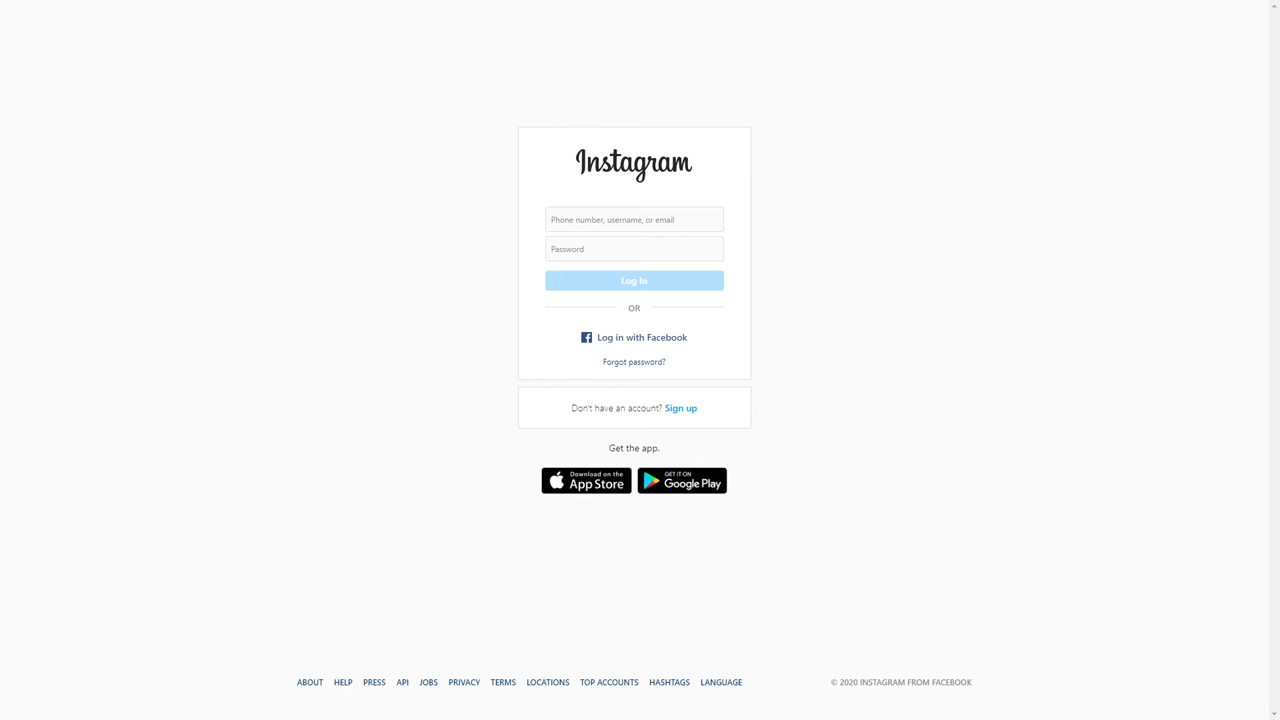 Instagram
Phone number, username, or email
Password
Log In
OR
Log in with Facebook
Forgot password?
Don't have an account? Sign up
Get the app.
Download on the App Store
GET IT ON Google Play
ABOUT HELP PRESS API JOBS PRIVACY TERMS LOCATIONS TOP ACCOUNTS HASHTAGS LANGUAGE © 2020 INSTAGRAM FROM FACEBOOK